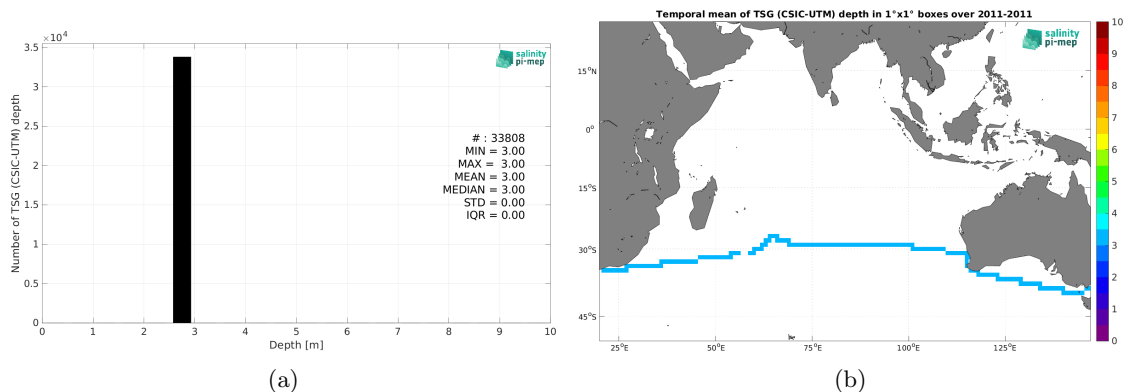 ×10⁴
3.5
3
2.5
2
1.5
1
0.5
0
Number of TSG (CSIC-UTM) depth
salinity
pi-mep
# : 33808
MIN = 3.00
MAX = 3.00
MEAN = 3.00
MEDIAN = 3.00
STD = 0.00
IQR = 0.00
0 1 2 3 4 5 6 7 8 9 10
Depth [m]
(a)
Temporal mean of TSG (CSIC-UTM) depth in 1°x1° boxes over 2011-2011
salinity
pi-mep
15°N
0°
15°S
30°S
45°S
25°E 50°E 75°E 100°E 125°E
10
9
8
7
6
5
4
3
2
1
0
(b)